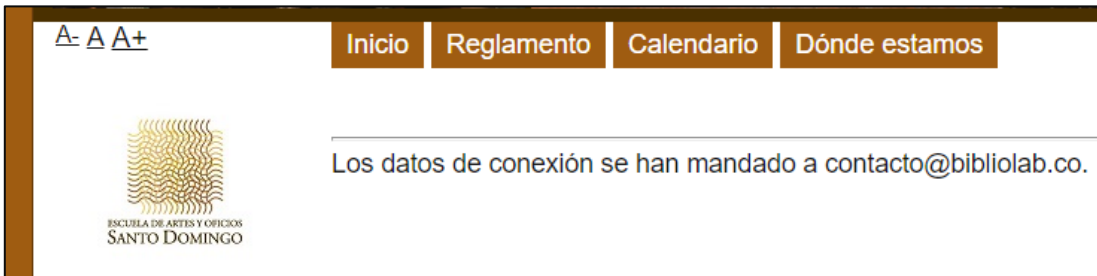 A- A A+
Inicio Reglamento Calendario Dónde estamos
Los datos de conexión se han mandado a contacto@bibliolab.co.
ESCUELA DE ARTES Y OFICIOS
SANTO DOMINGO